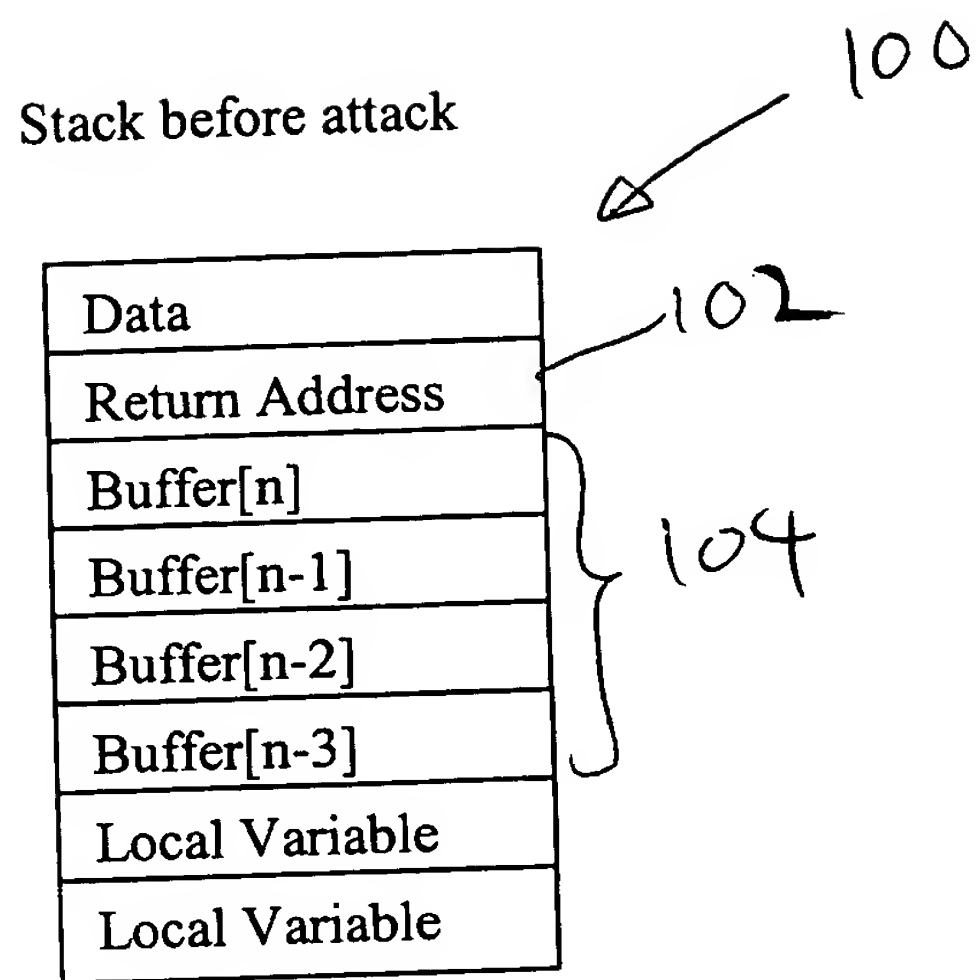 100
Stack before attack
Data
102
Return Address
Buffer[n]
Buffer[n-1]
104
Buffer[n-2]
Buffer[n-3]
Local Variable
Local Variable